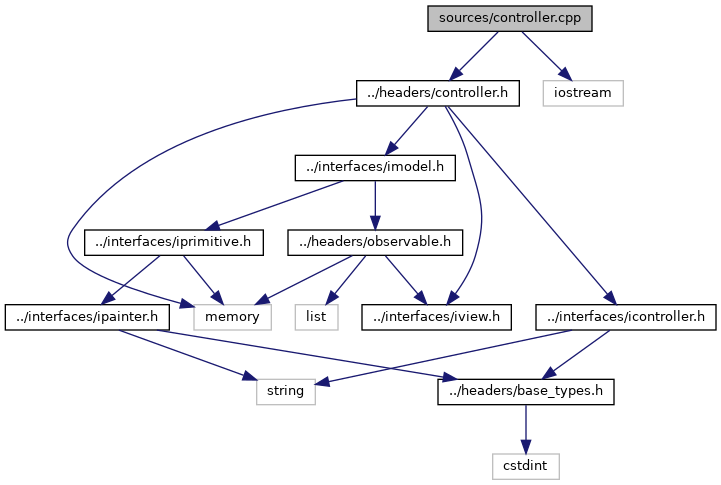 sources/controller.cpp
../headers/controller.h
iostream
../interfaces/imodel.h
../interfaces/iprimitive.h
../headers/observable.h
../interfaces/ipainter.h
memory
list
../interfaces/iview.h
../interfaces/icontroller.h
string
../headers/base_types.h
cstdint